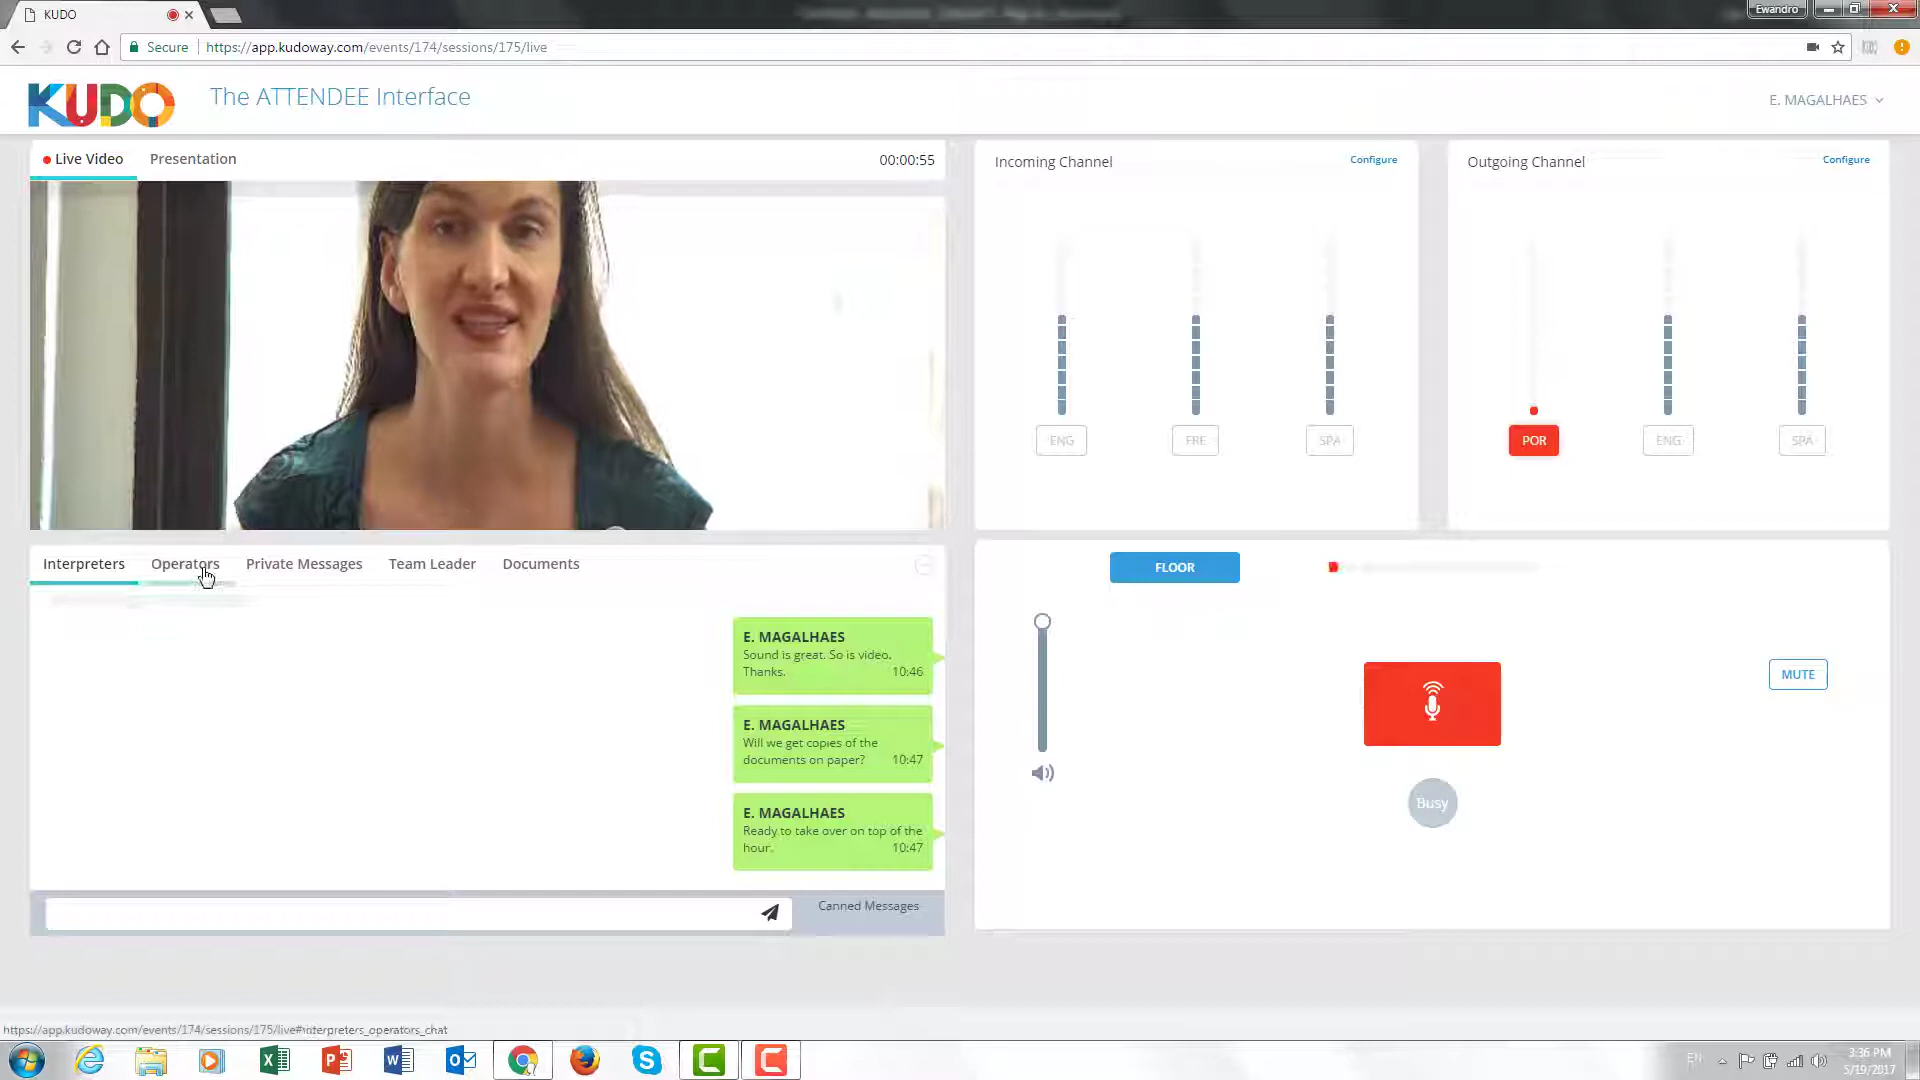 KUDO
Ewandro
Secure
https://app.kudoway.com/events/174/sessions/175/live
KUDO
The ATTENDEE Interface
E. MAGALHAES
Live Video
Presentation
00:00:55
Incoming Channel
Configure
Outgoing Channel
Configure
ENG
FRE
SPA
POR
ENG
SPA
Interpreters
Operators
Private Messages
Team Leader
Documents
FLOOR
E. MAGALHAES
Sound is great. So is video.
Thanks.
10:46
MUTE
E. MAGALHAES
Will we get copies of the
documents on paper?
10:47
Busy
E. MAGALHAES
Ready to take over on top of the
hour.
10:47
Canned Messages
https://app.kudoway.com/events/174/sessions/175/live#interpreters_operators_chat
EN
3:36 PM
5/19/2017